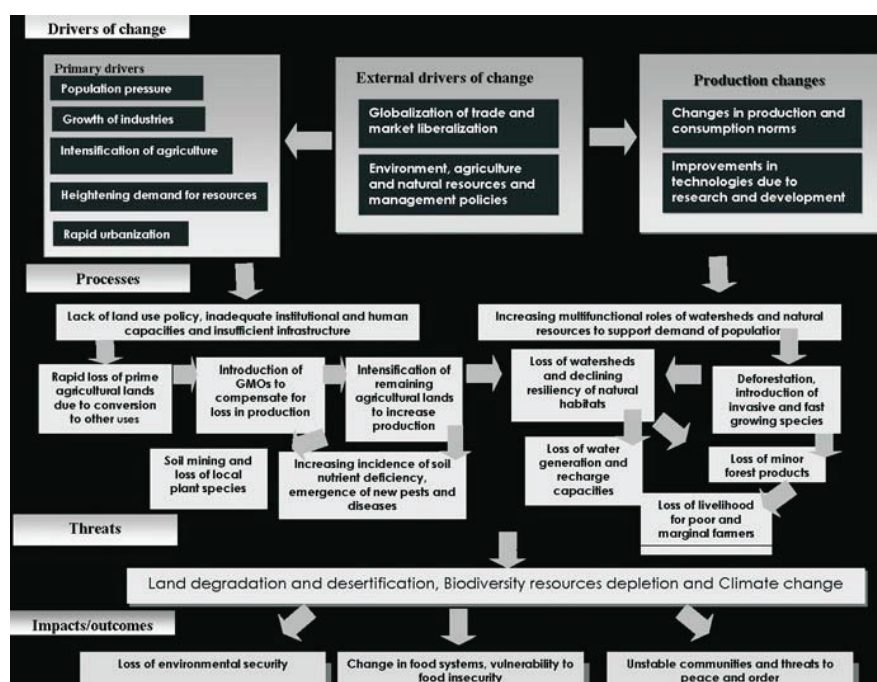 Drivers of change
Primary drivers
Population pressure
Growth of industries
Intensification of agriculture
Heightening demand for resources
Rapid urbanization
External drivers of change
Globalization of trade and
market liberalization
Environment, agriculture
and natural resources and
management policies
Production changes
Changes in production and
consumption norms
Improvements in
technologies due to
research and development
Processes
Lack of land use policy, inadequate institutional and human
capacities and insufficient infrastructure
Increasing multifunctional roles of watersheds and natural
resources to support demand of population
Rapid loss of prime
agricultural lands
due to conversion
to other uses
Introduction of
GMOs to
compensate for
loss in production
Intensification of
remaining
agricultural lands
to increase
production
Loss of watersheds
and declining
resiliency of natural
habitats
Deforestation,
introduction of
invasive and fast
growing species
Soil mining and
loss of local
plant species
Increasing incidence of soil
nutrient deficiency,
emergence of new pests and
diseases
Loss of water
generation and
recharge
capacities
Loss of minor
forest products
Loss of livelihood
for poor and
marginal farmers
Threats
Land degradation and desertification, Biodiversity resources depletion and Climate change
Impacts/outcomes
Loss of environmental security
Change in food systems, vulnerability to
food insecurity
Unstable communities and threats to
peace and order